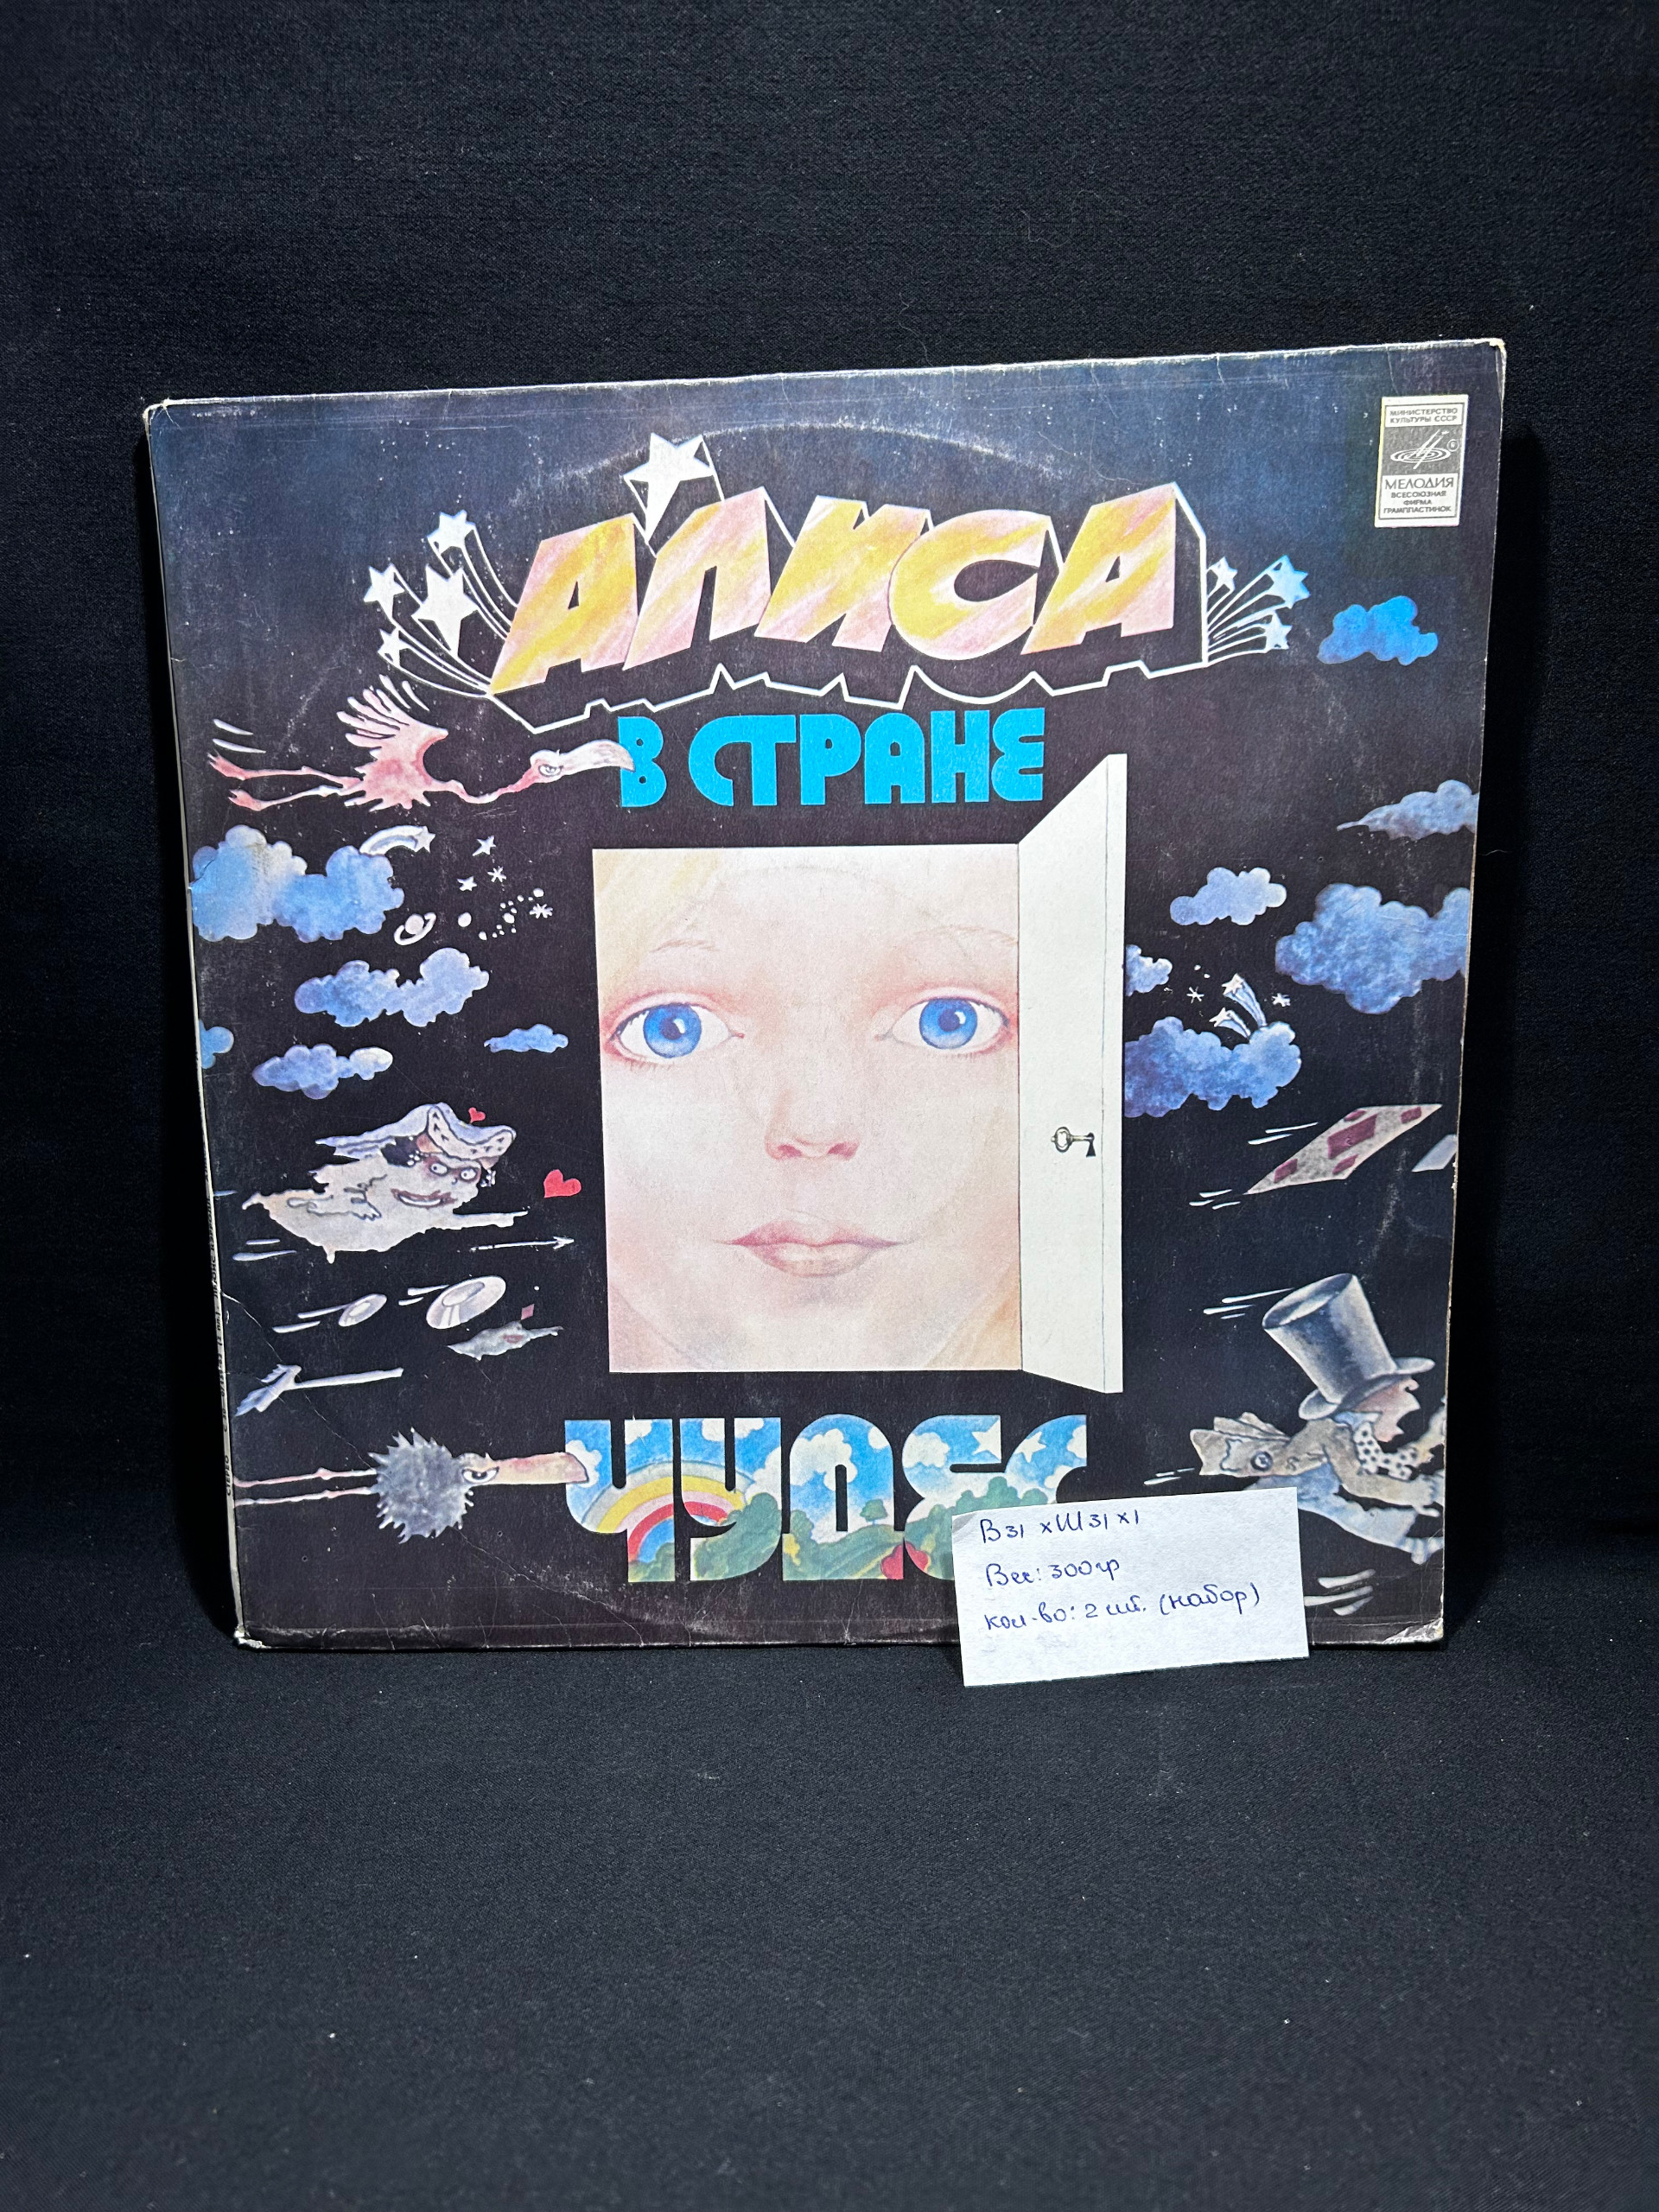 МИНИСТЕРСТВО
КУЛЬТУРЫ СССР
МЕЛОДИЯ
ВСЕСОЮЗНАЯ
ФИРМА
ГРАМПЛАСТИНОК
АЛИСА
В СТРАНЕ
ЧУДЕС
В 31 х Ш 31 х 1
Вес: 300 гр
Кол-во: 2 шт. (набор)